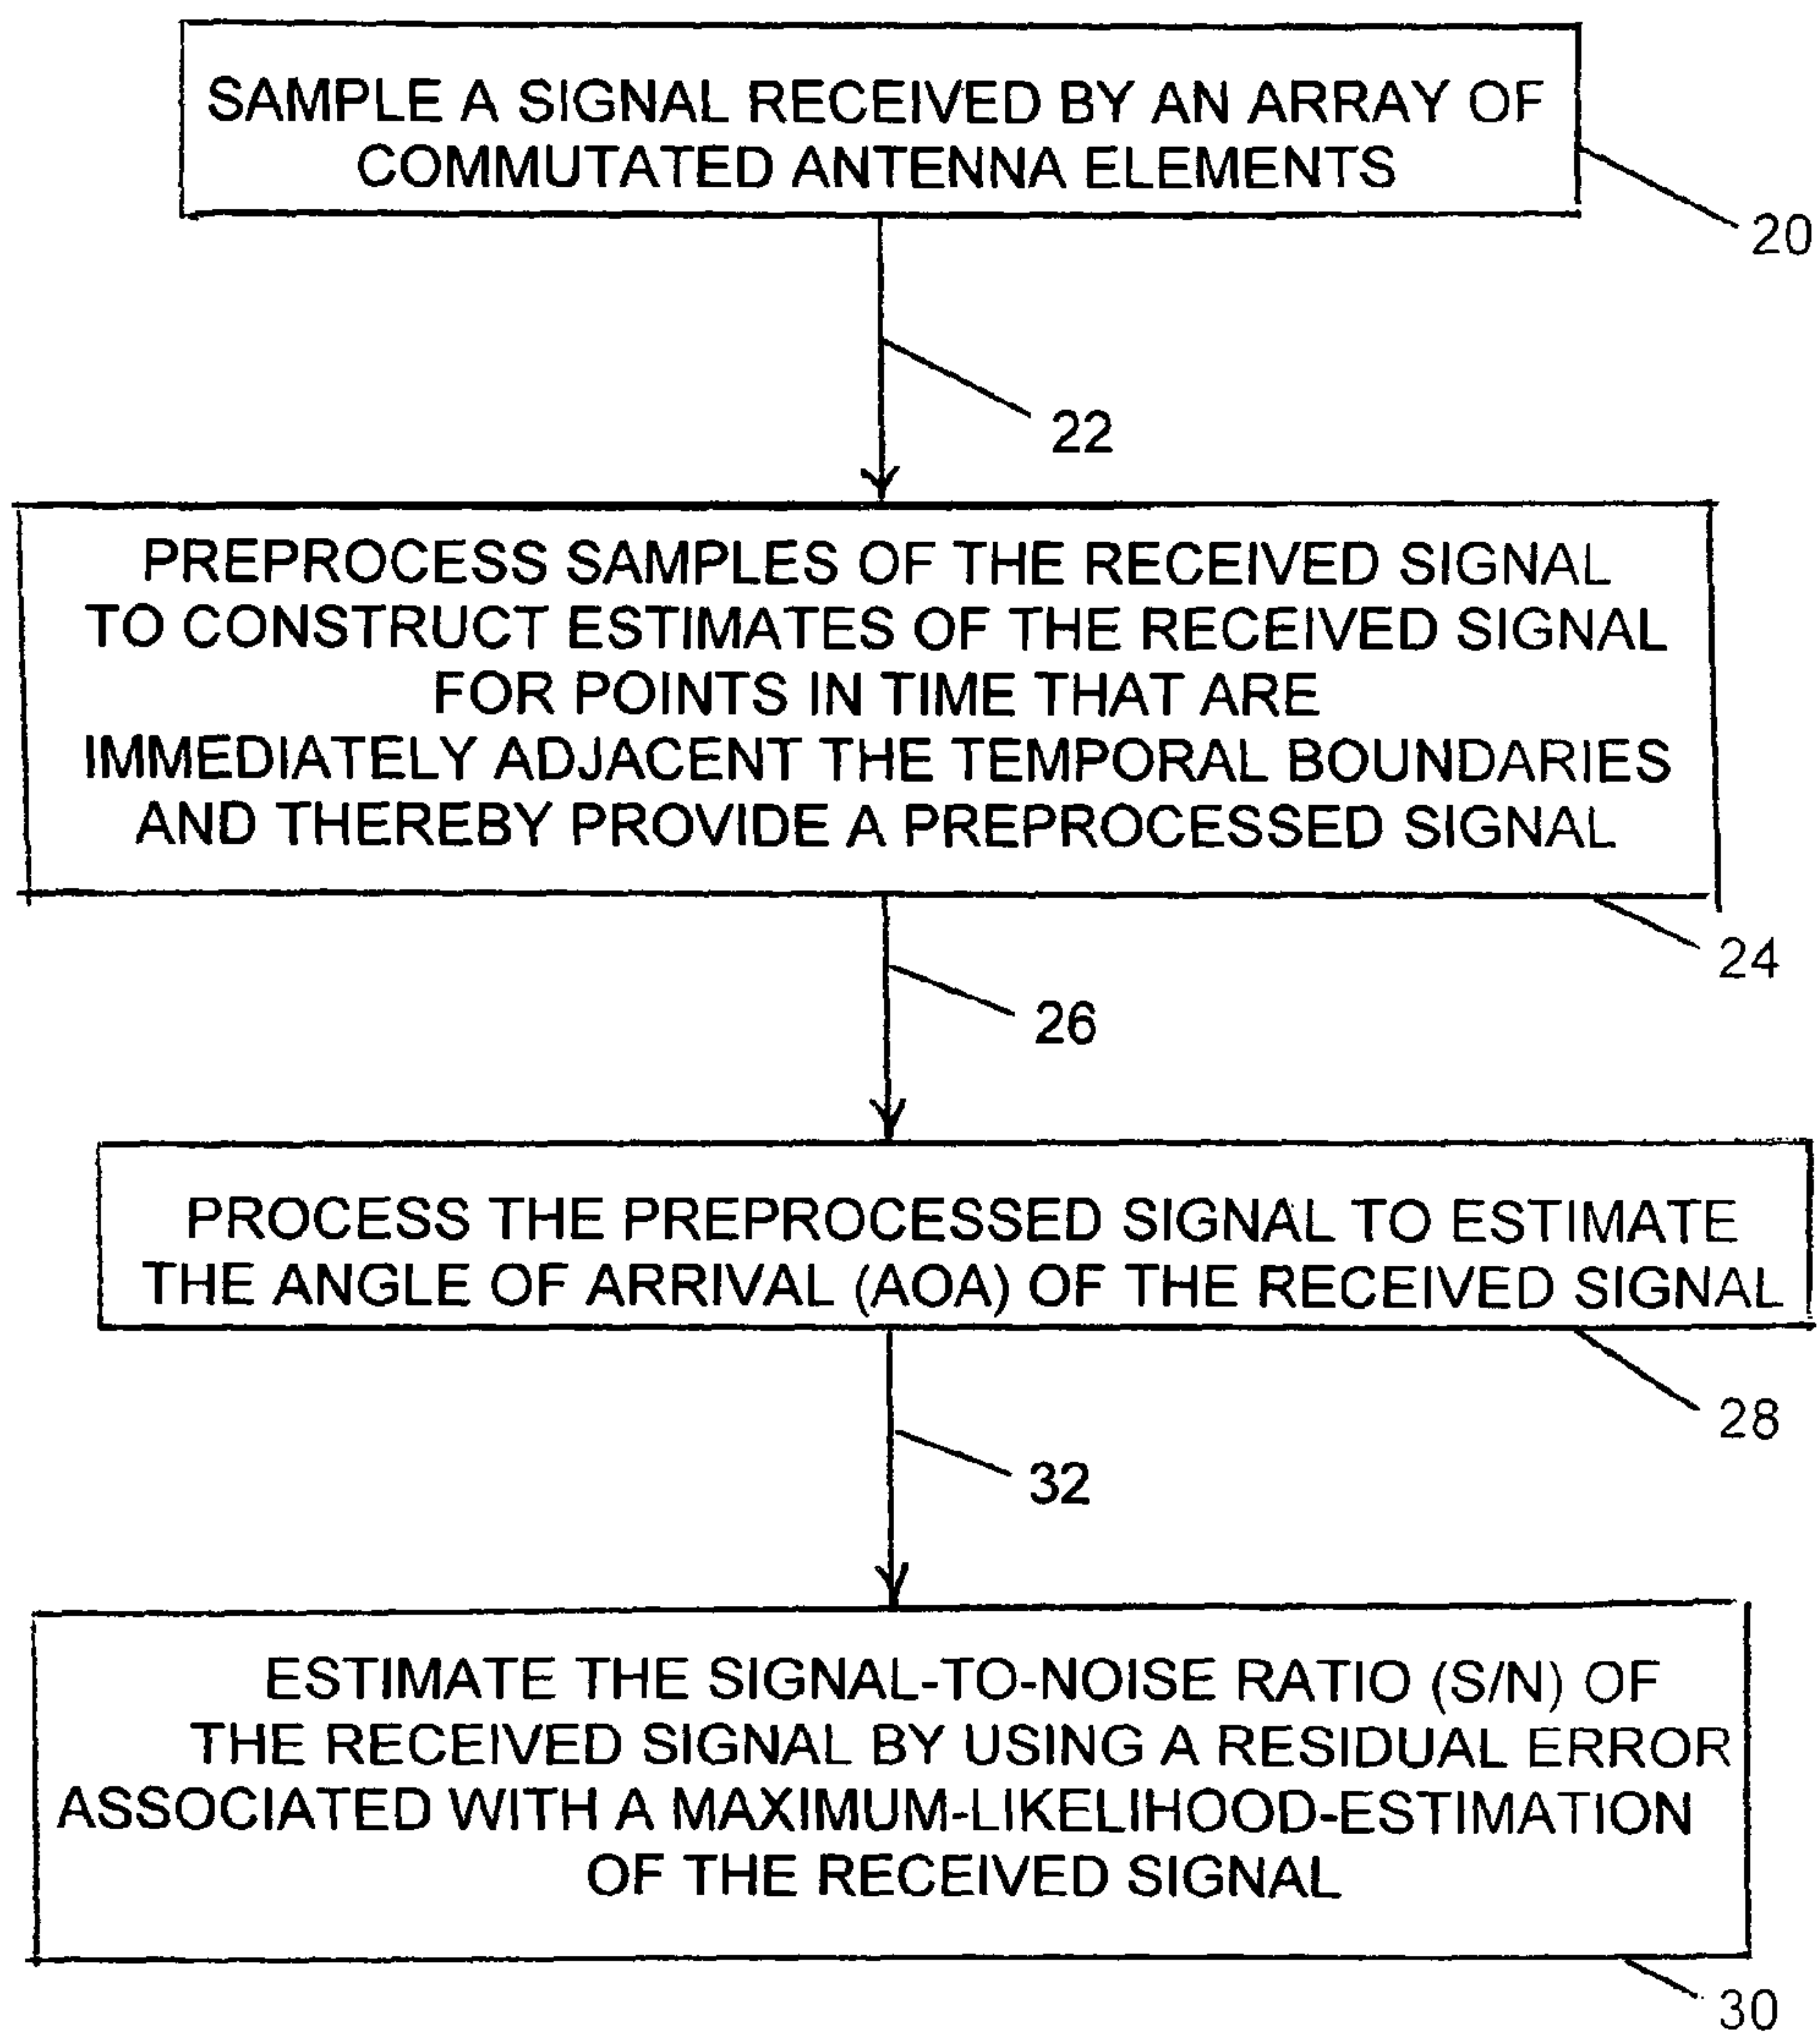 SAMPLE A SIGNAL RECEIVED BY AN ARRAY OF
COMMUTATED ANTENNA ELEMENTS
20
22
PREPROCESS SAMPLES OF THE RECEIVED SIGNAL
TO CONSTRUCT ESTIMATES OF THE RECEIVED SIGNAL
FOR POINTS IN TIME THAT ARE
IMMEDIATELY ADJACENT THE TEMPORAL BOUNDARIES
AND THEREBY PROVIDE A PREPROCESSED SIGNAL
24
26
PROCESS THE PREPROCESSED SIGNAL TO ESTIMATE
THE ANGLE OF ARRIVAL (AOA) OF THE RECEIVED SIGNAL
28
32
ESTIMATE THE SIGNAL-TO-NOISE RATIO (S/N) OF
THE RECEIVED SIGNAL BY USING A RESIDUAL ERROR
ASSOCIATED WITH A MAXIMUM-LIKELIHOOD-ESTIMATION
OF THE RECEIVED SIGNAL
30